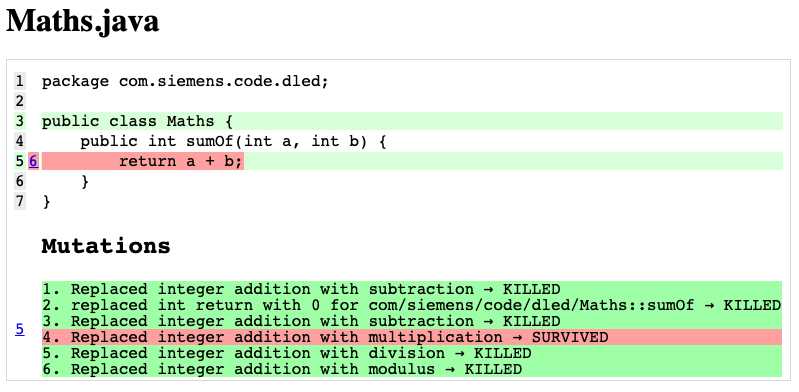 Maths.java
1 package com.siemens.code.dled;
2
3 public class Maths {
4 public int sumOf(int a, int b) {
5 6 return a + b;
6 }
7 }
Mutations
1. Replaced integer addition with subtraction → KILLED
2. replaced int return with 0 for com/siemens/code/dled/Maths::sumOf → KILLED
3. Replaced integer addition with subtraction → KILLED
5
4. Replaced integer addition with multiplication → SURVIVED
5. Replaced integer addition with division → KILLED
6. Replaced integer addition with modulus → KILLED